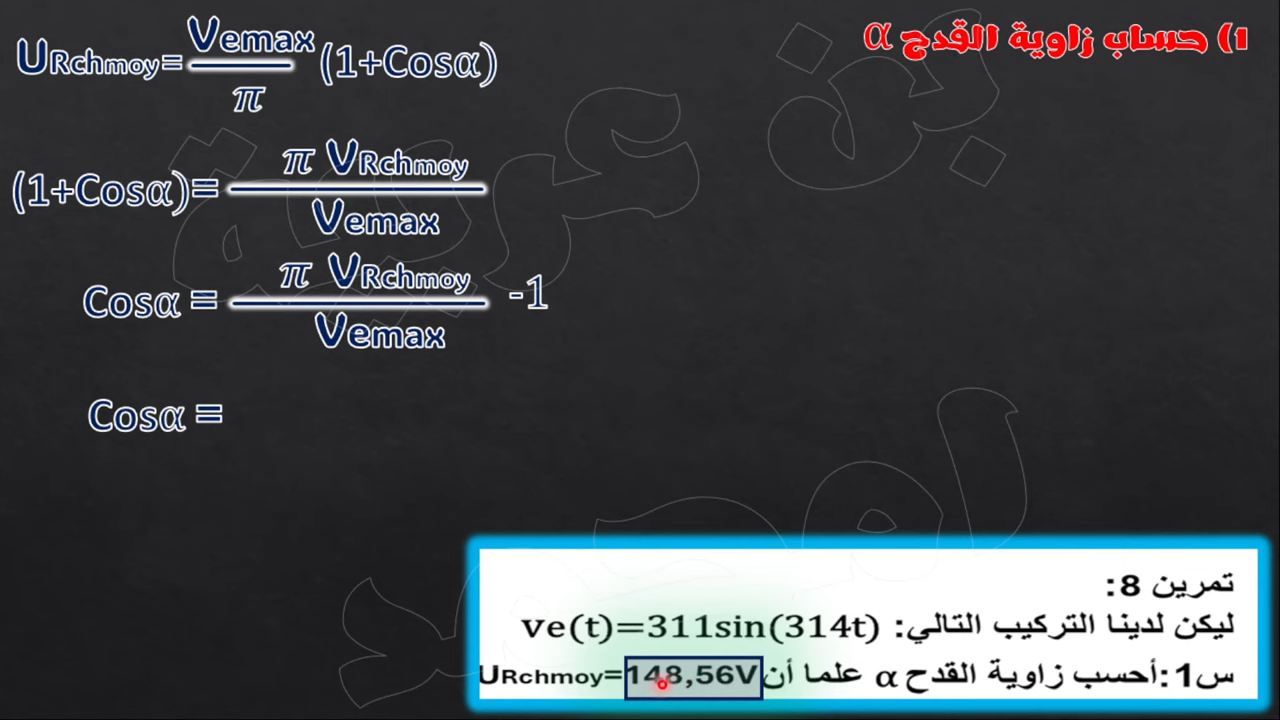 1) حساب زاوية القدح α
URchmoy= Vemax/π (1+Cosα)
(1+Cosα)= π VRchmoy/Vemax
Cosα = π VRchmoy/Vemax -1
Cosα =
تمرين 8:
ليكن لدينا التركيب التالي: ve(t)=311sin(314t)
س1:أحسب زاوية القدح α علما أن URchmoy=148,56V